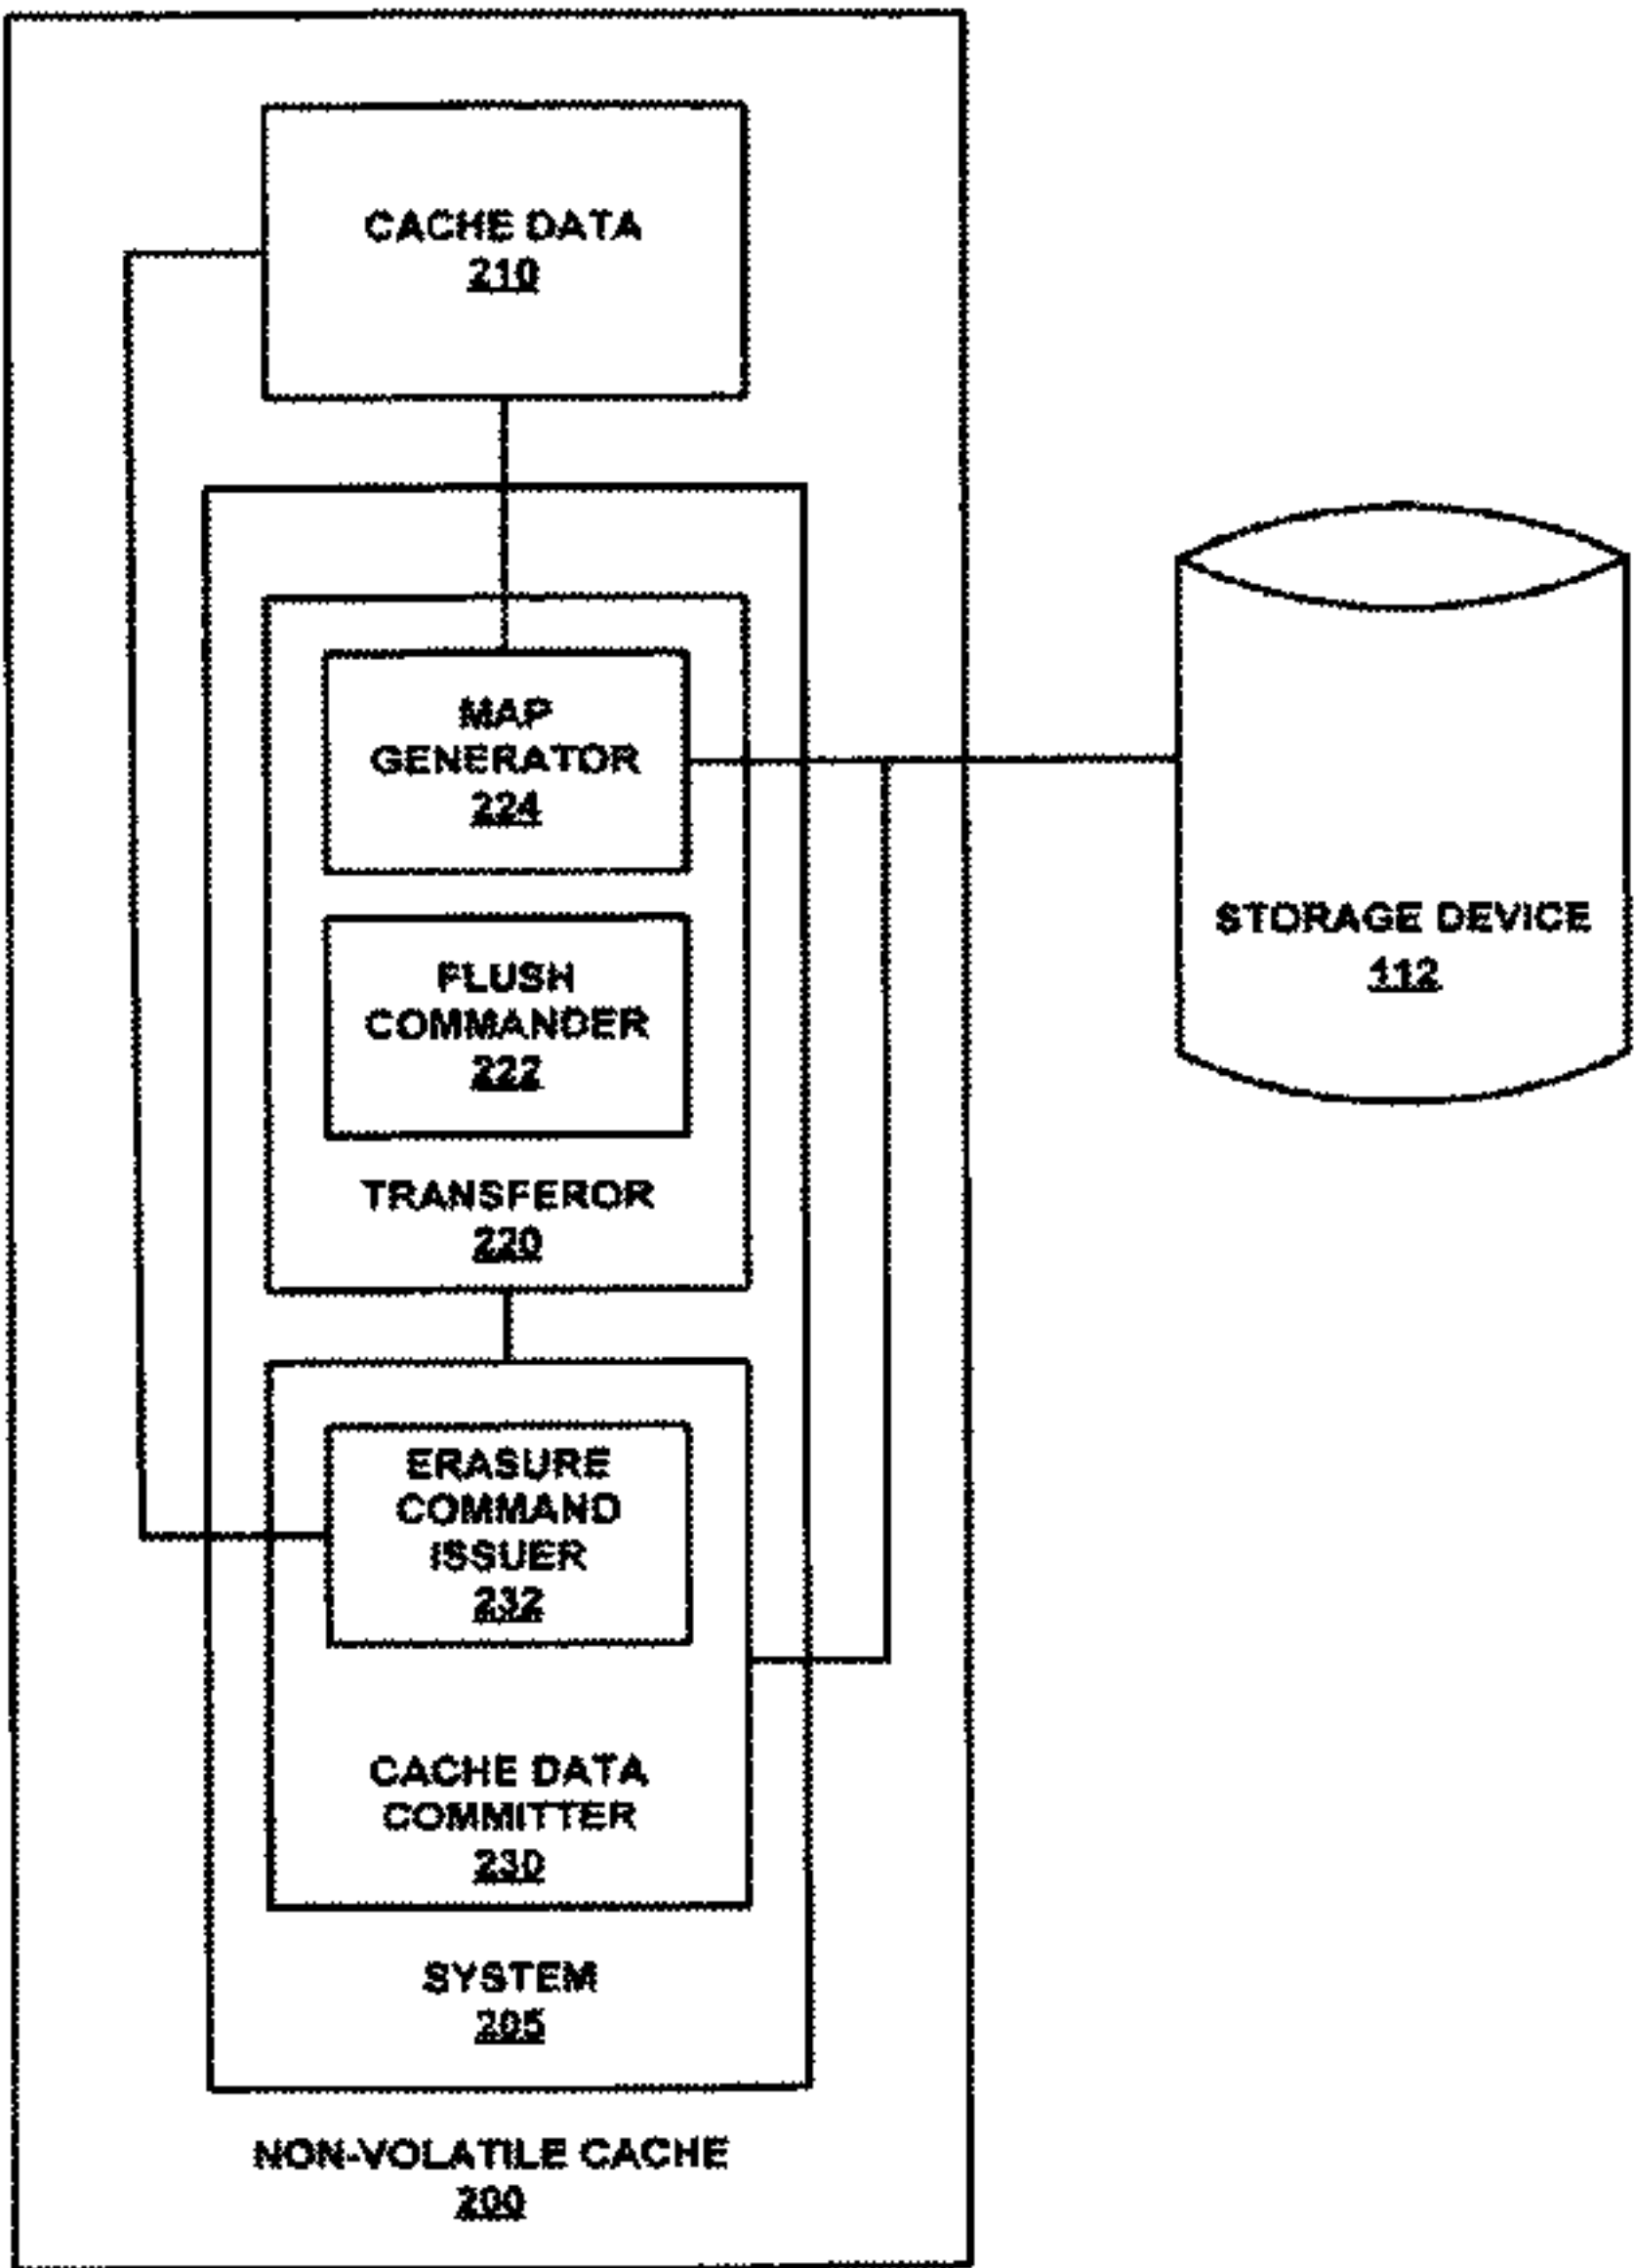 CACHE DATA
210
MAP
GENERATOR
224
FLUSH
COMMANDER
222
TRANSFEROR
220
ERASURE
COMMAND
ISSUER
232
CACHE DATA
COMMITTER
230
SYSTEM
205
NON-VOLATILE CACHE
200
STORAGE DEVICE
112